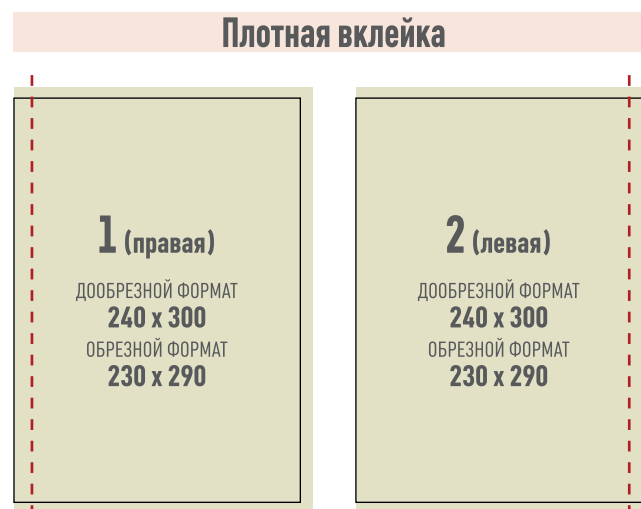 Плотная вклейка
1 (правая)
ДООБРЕЗНОЙ ФОРМАТ
240 x 300
ОБРЕЗНОЙ ФОРМАТ
230 x 290
2 (левая)
ДООБРЕЗНОЙ ФОРМАТ
240 x 300
ОБРЕЗНОЙ ФОРМАТ
230 x 290